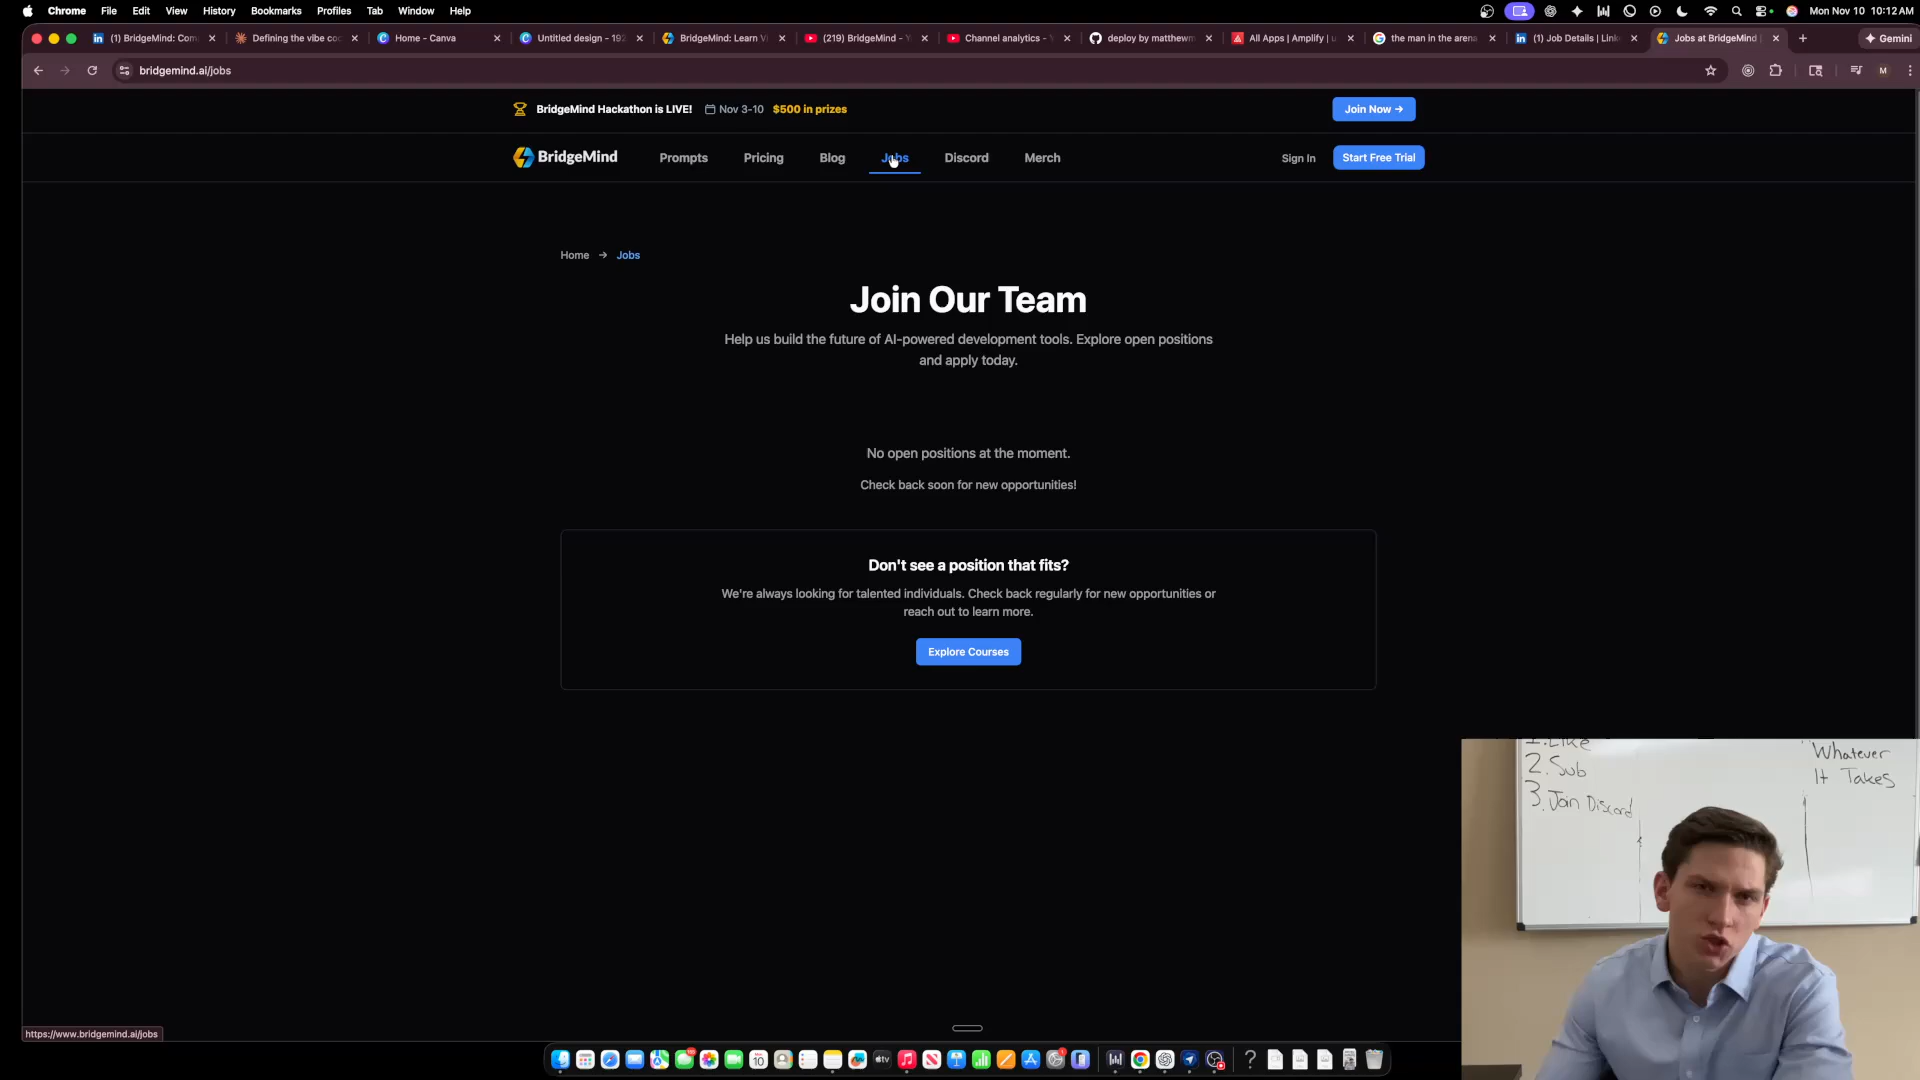 Chrome File Edit View History Bookmarks Profiles Tab Window Help Mon Nov 10 10:12 AM
(1) BridgeMind: Com Defining the vibe co Home - Canva Untitled design - 192 BridgeMind: Learn Vi (219) BridgeMind - Y Channel analytics - Y deploy by matthewm All Apps | Amplify | u the man in the arena (1) Job Details | Link Jobs at BridgeMind Gemini
bridgemind.ai/jobs M
BridgeMind Hackathon is LIVE! Nov 3-10 $500 in prizes Join Now →
BridgeMind Prompts Pricing Blog Jobs Discord Merch Sign In Start Free Trial
Home → Jobs
Join Our Team
Help us build the future of AI-powered development tools. Explore open positions
and apply today.
No open positions at the moment.
Check back soon for new opportunities!
Don't see a position that fits?
We're always looking for talented individuals. Check back regularly for new opportunities or
reach out to learn more.
Explore Courses
1. Like
2. Sub
3. Join Discord
Whatever
It Takes
https://www.bridgemind.ai/jobs